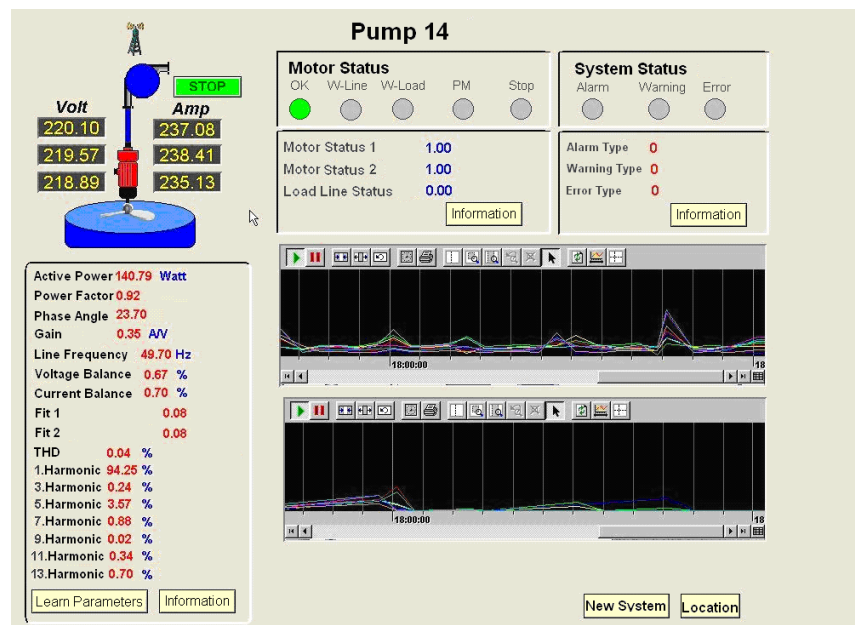 Pump 14
STOP
Volt Amp
220.10 237.08
219.57 238.41
218.89 235.13
Motor Status
OK W-Line W-Load PM Stop
Motor Status 1 1.00
Motor Status 2 1.00
Load Line Status 0.00
Information
System Status
Alarm Warning Error
Alarm Type 0
Warning Type 0
Error Type 0
Information
Active Power 140.79 Watt
Power Factor 0.92
Phase Angle 23.70
Gain 0.35 A/V
Line Frequency 49.70 Hz
Voltage Balance 0.67 %
Current Balance 0.70 %
Fit 1 0.08
Fit 2 0.08
THD 0.04 %
1.Harmonic 94.25 %
3.Harmonic 0.24 %
5.Harmonic 3.57 %
7.Harmonic 0.88 %
9.Harmonic 0.02 %
11.Harmonic 0.34 %
13.Harmonic 0.70 %
Learn Parameters Information
18:00:00 18
18:00:00 18
New System Location